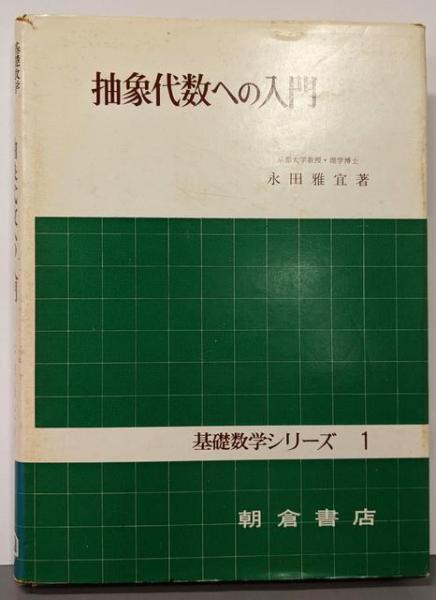 抽象代数への入門
京都大学教授・理学博士
永田雅宜著
基礎数学シリーズ 1
朝倉書店